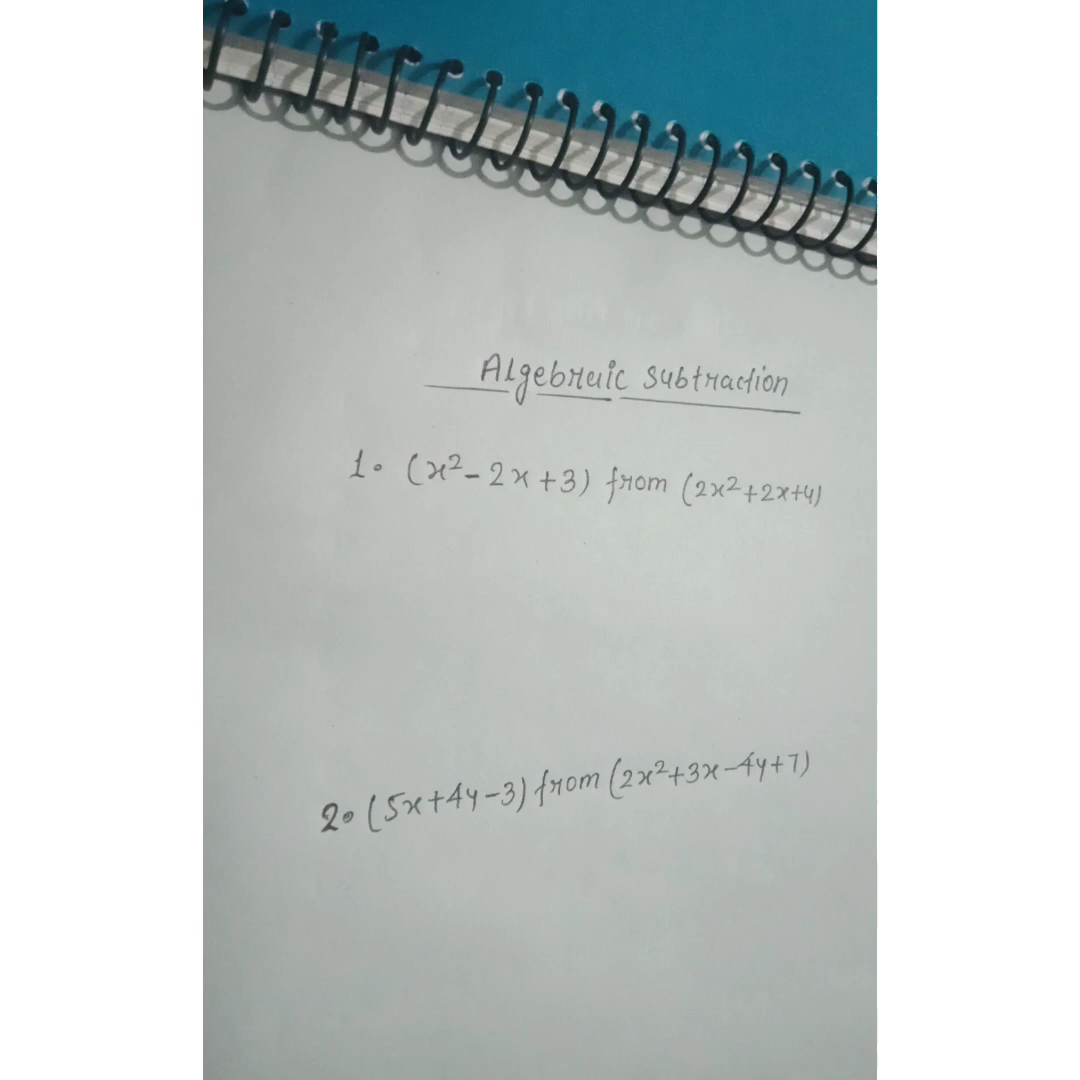 Algebraic subtraction
1. (x²-2x+3) from (2x²+2x+4)
2. (5x+4y-3) from (2x²+3x-4y+7)